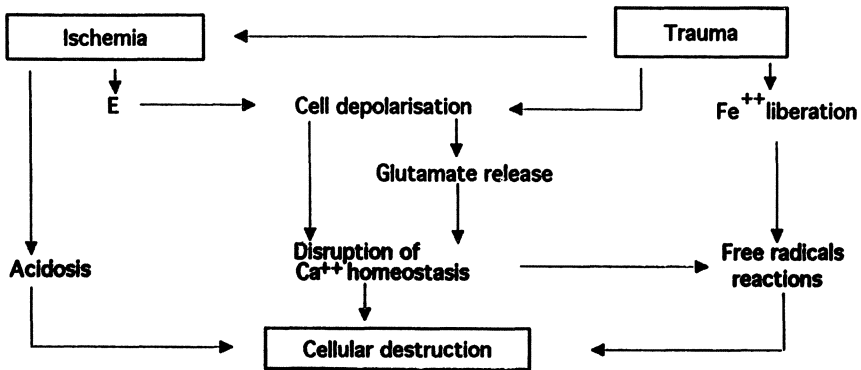 Ischemia
Trauma
E
Cell depolarisation
Fe++ liberation
Glutamate release
Acidosis
Disruption of
Ca++ homeostasis
Free radicals
reactions
Cellular destruction